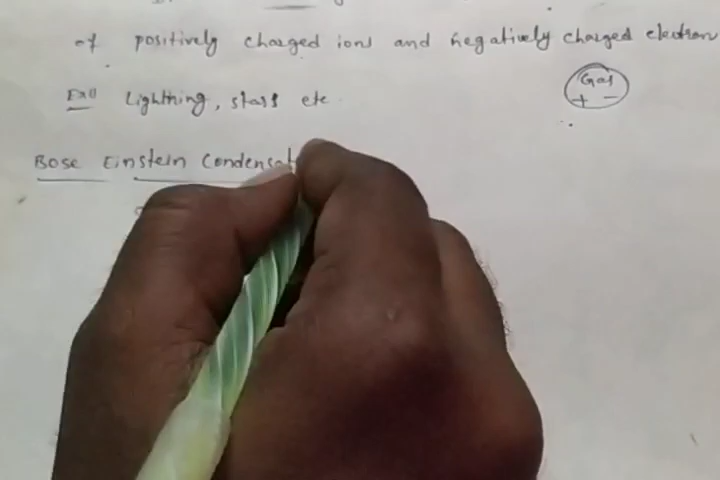 of positively charged ions and negatively charged electron
Gas
+ -
Ex:- Lightning, stars etc
Bose Einstein Condensat